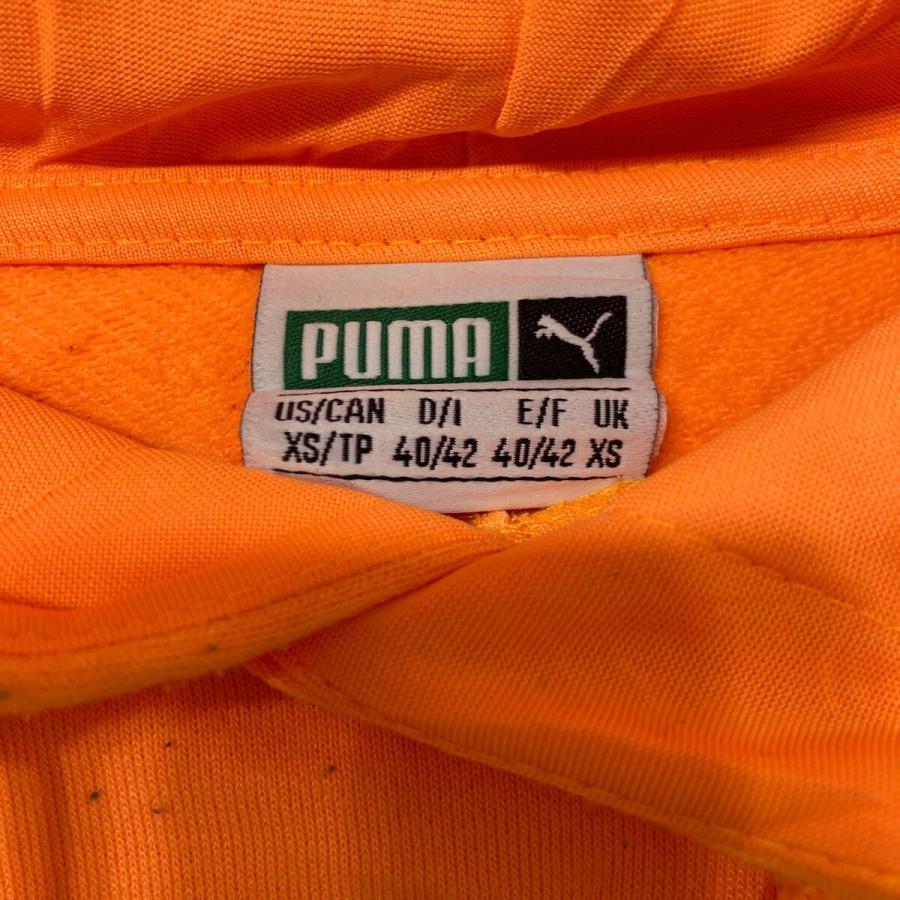 PUMA
US/CAN D/I E/F UK
XS/TP 40/42 40/42 XS